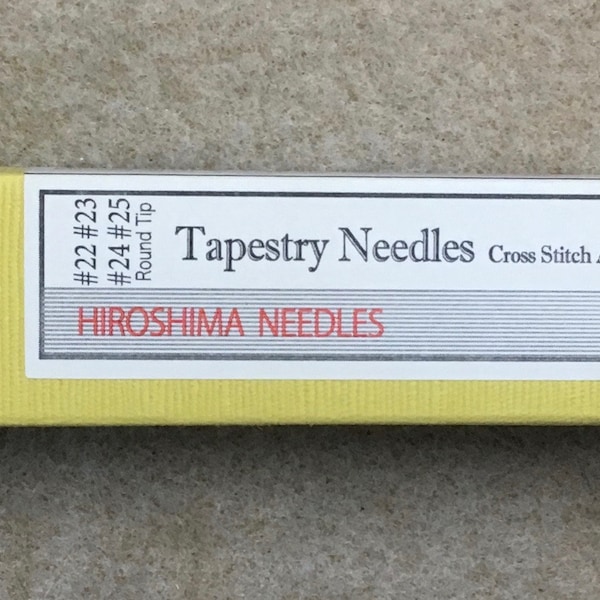 #22 #23
#24 #25
Round Tip
Tapestry Needles Cross Stitch
HIROSHIMA NEEDLES